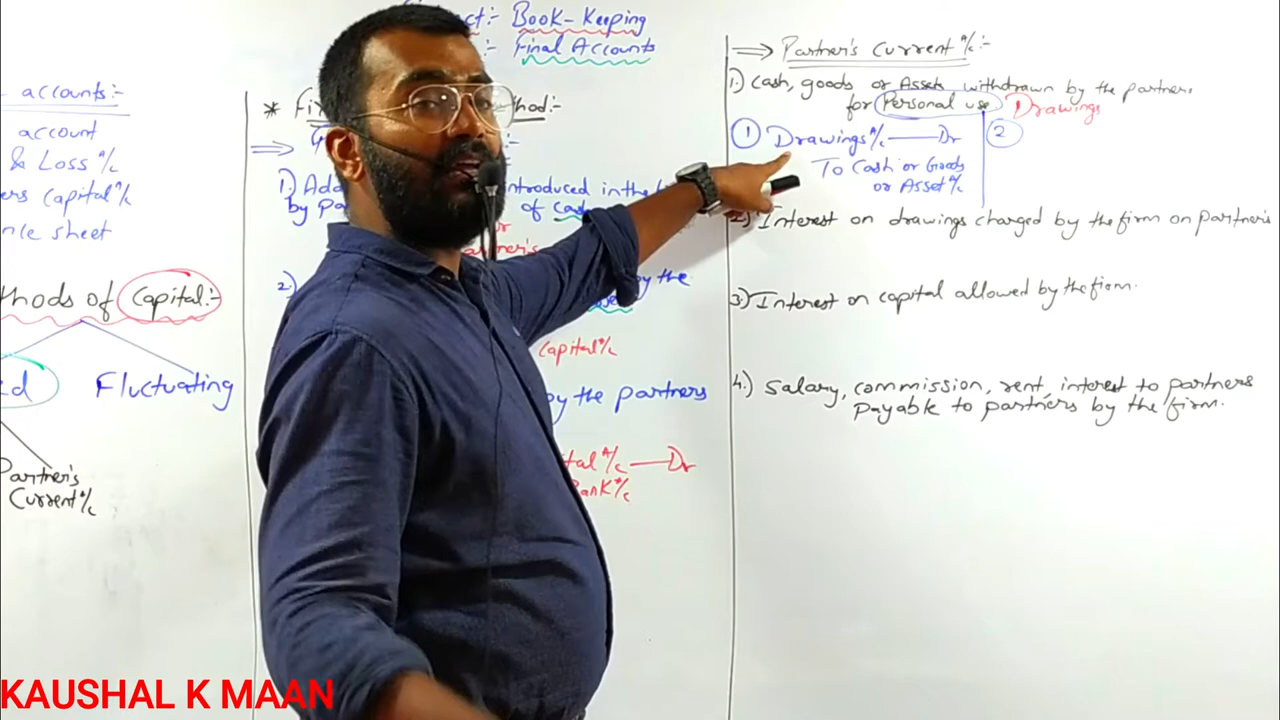 :- Book-Keeping
:- Final Accounts
accounts:-
account
& Loss A/c
Capital A/c
sheet
of Capital:-
Fluctuating
Partner's
Current A/c
*
:-
1.)
introduced in the
by
of Cash
2.)
by the
Capital A/c
by the partners
A/c — Dr
Bank A/c
⇒ Partner's Current A/c:-
1.) Cash, goods or Assets withdrawn by the partners
for Personal use Drawings
① Drawings A/c — Dr ②
To Cash or Goods
or Asset A/c
2.) Interest on drawings charged by the firm on partner's
3.) Interest on capital allowed by the firm.
4.) Salary, commission, rent, interest to partners
payable to partners by the firm.
KAUSHAL K MAAN